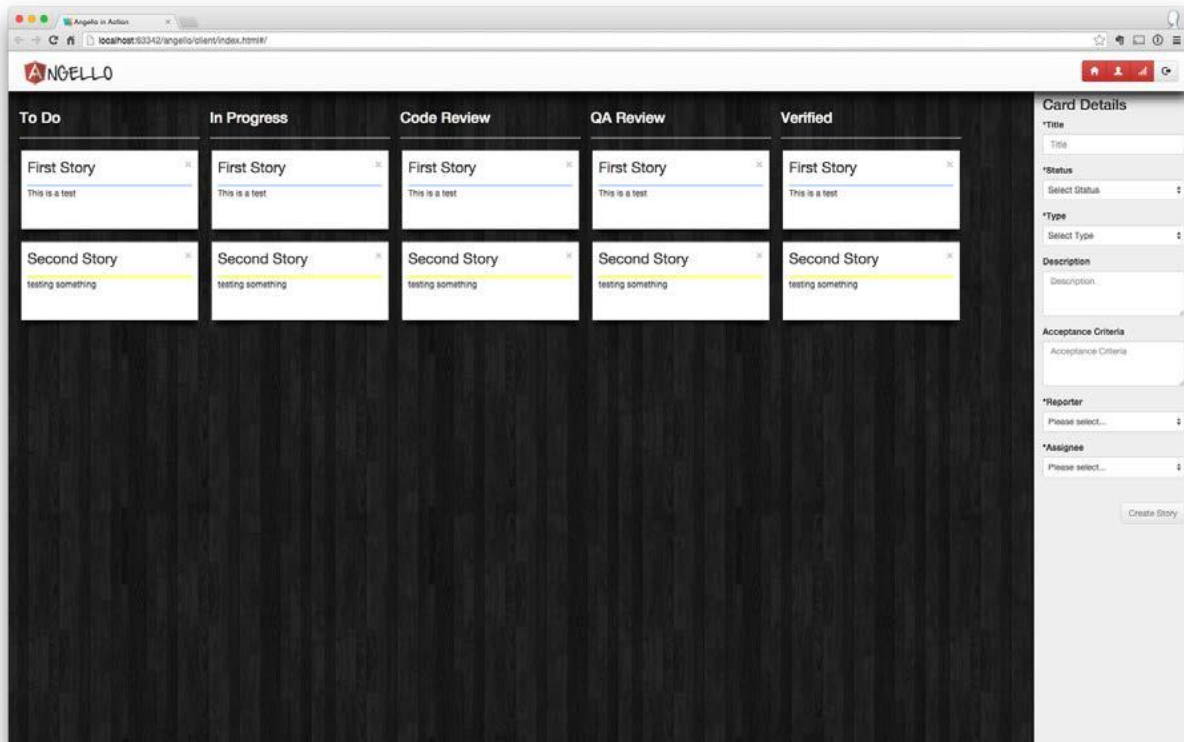 Angello in Action
localhost:63342/angello/client/index.html#/
ANGELLO
To Do
In Progress
Code Review
QA Review
Verified
First Story
This is a test
First Story
This is a test
First Story
This is a test
First Story
This is a test
First Story
This is a test
Second Story
testing something
Second Story
testing something
Second Story
testing something
Second Story
testing something
Second Story
testing something
Card Details
*Title
Title
*Status
Select Status
*Type
Select Type
Description
Description
Acceptance Criteria
Acceptance Criteria
*Reporter
Please select...
*Assignee
Please select...
Create Story